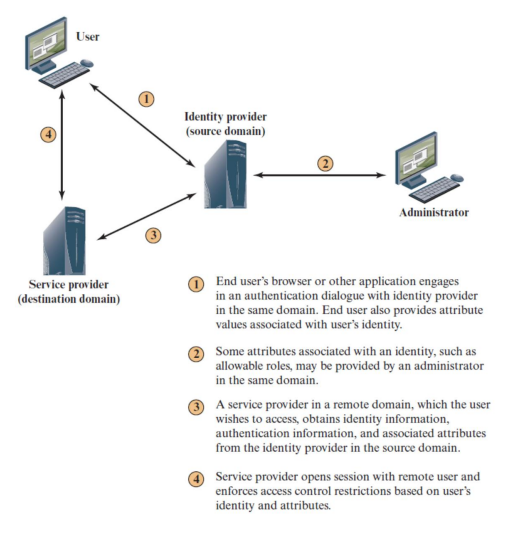 User
1
Identity provider
(source domain)
4
2
Administrator
3
Service provider
(destination domain)
1 End user's browser or other application engages
in an authentication dialogue with identity provider
in the same domain. End user also provides attribute
values associated with user's identity.
2 Some attributes associated with an identity, such as
allowable roles, may be provided by an administrator
in the same domain.
3 A service provider in a remote domain, which the user
wishes to access, obtains identity information,
authentication information, and associated attributes
from the identity provider in the source domain.
4 Service provider opens session with remote user and
enforces access control restrictions based on user's
identity and attributes.